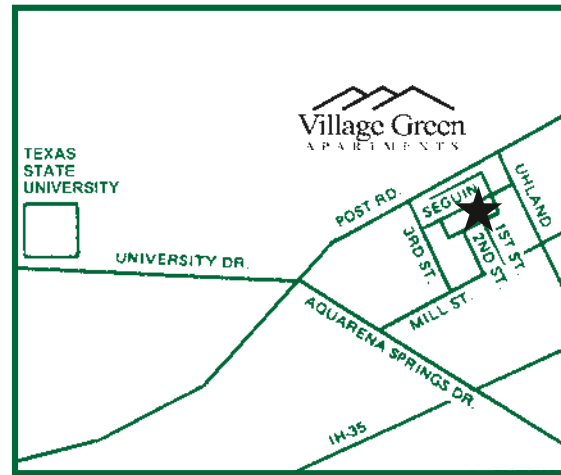 Village Green
APARTMENTS
TEXAS
STATE
UNIVERSITY
POST RD.
SEGUIN
UHLAND
3RD ST.
1ST ST.
2ND ST.
UNIVERSITY DR.
MILL ST.
AQUARENA SPRINGS DR.
IH-35